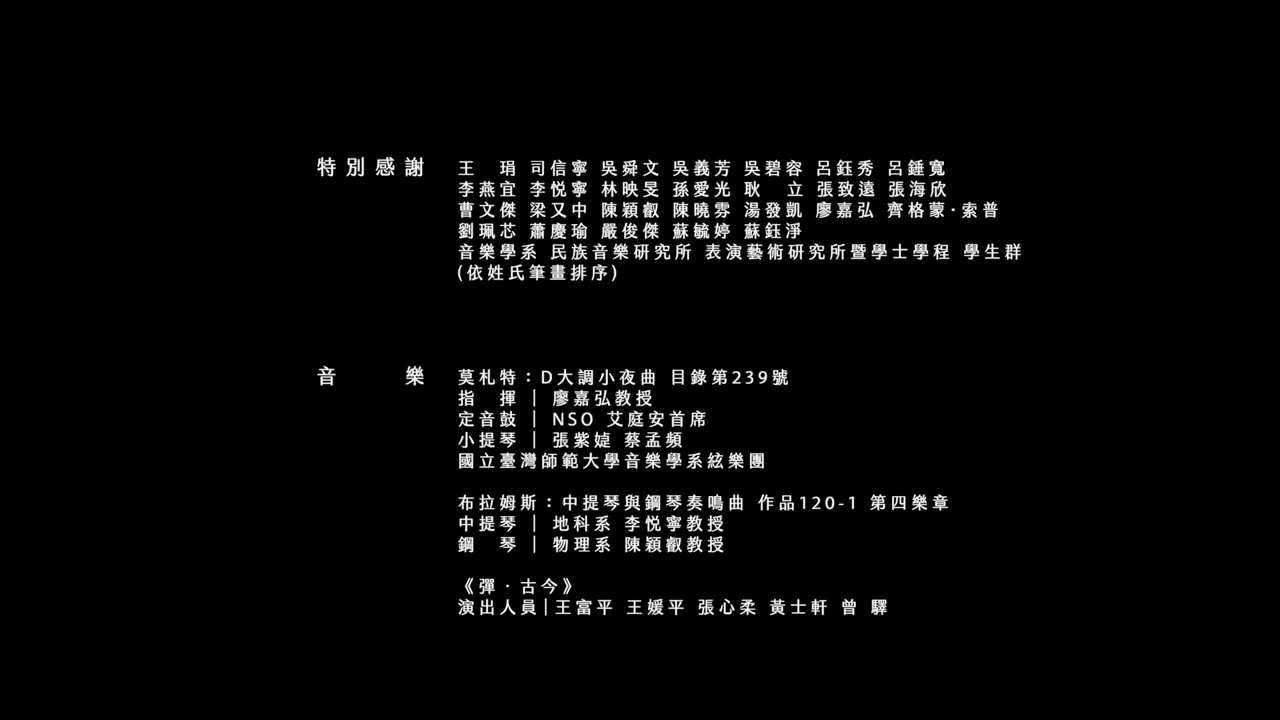 特別感謝 王　琄 司信寧 吳舜文 吳義芳 吳碧容 呂鈺秀 呂錘寬
李燕宜 李悦寧 林映旻 孫愛光 耿　立 張致遠 張海欣
曹文傑 梁又中 陳穎叡 陳曉雰 湯發凱 廖嘉弘 齊格蒙·索普
劉珮芯 蕭慶瑜 嚴俊傑 蘇毓婷 蘇鈺淨
音樂學系 民族音樂研究所 表演藝術研究所暨學士學程 學生群
(依姓氏筆畫排序)
音　樂 莫札特：D大調小夜曲 目錄第239號
指　揮｜ 廖嘉弘教授
定音鼓｜ NSO 艾庭安首席
小提琴｜ 張紫婥 蔡孟頻
國立臺灣師範大學音樂學系絃樂團
布拉姆斯：中提琴與鋼琴奏鳴曲 作品120-1 第四樂章
中提琴｜ 地科系 李悦寧教授
鋼　琴｜ 物理系 陳穎叡教授
《彈．古今》
演出人員|王富平 王媛平 張心柔 黃士軒 曾 驛